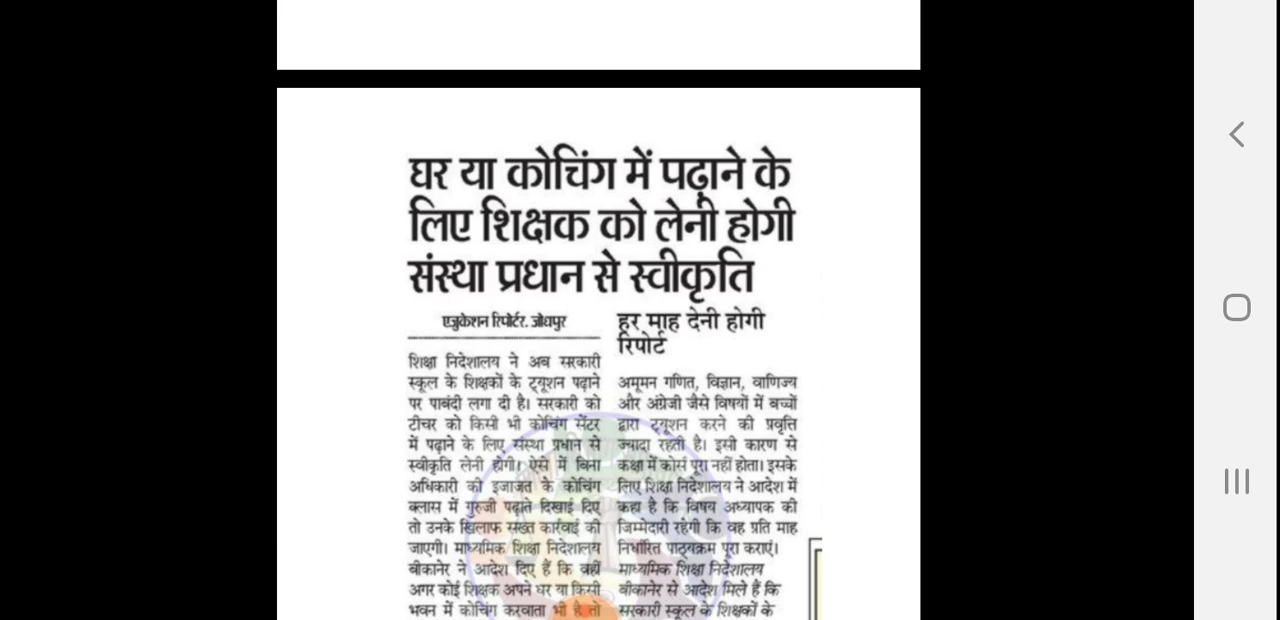 घर या कोचिंग में पढ़ाने के
लिए शिक्षक को लेनी होगी
संस्था प्रधान से स्वीकृति
एजुकेशन रिपोर्टर. जोधपुर
शिक्षा निदेशालय ने अब सरकारी
स्कूल के शिक्षकों के ट्यूशन पढ़ाने
पर पाबंदी लगा दी है। सरकारी को
टीचर को किसी भी कोचिंग सेंटर
में पढ़ाने के लिए संस्था प्रधान से
स्वीकृति लेनी होगी। ऐसे में बिना
अधिकारी की इजाजत के कोचिंग
क्लास में गुरुजी पढ़ाते दिखाई दिए
तो उनके खिलाफ सख्त कार्रवाई की
जाएगी। माध्यमिक शिक्षा निदेशालय
बीकानेर ने आदेश दिए हैं कि वहीं
अगर कोई शिक्षक अपने घर या किसी
भवन में कोचिंग करवाता भी है तो
हर माह देनी होगी
रिपोर्ट
अमूमन गणित, विज्ञान, वाणिज्य
और अंग्रेजी जैसे विषयों में बच्चों
द्वारा ट्यूशन करने की प्रवृत्ति
ज्यादा रहती है। इसी कारण से
कक्षा में कोर्स पूरा नहीं होता। इसके
लिए शिक्षा निदेशालय ने आदेश में
कहा है कि विषय अध्यापक की
जिम्मेदारी रहेगी कि वह प्रति माह
निर्धारित पाठ्यक्रम पूरा कराएं।
माध्यमिक शिक्षा निदेशालय
बीकानेर से आदेश मिले हैं कि
सरकारी स्कूल के शिक्षकों के